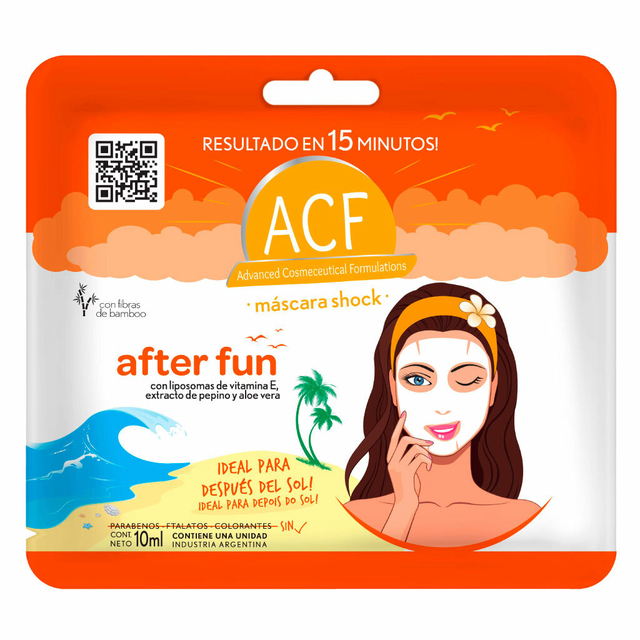 RESULTADO EN 15 MINUTOS!
ACF
Advanced Cosmeceutical Formulations
· máscara shock ·
con fibras
de bamboo
after fun
con liposomas de vitamina E,
extracto de pepino y aloe vera
IDEAL PARA
DESPUÉS DEL SOL!
IDEAL PARA DEPOIS DO SOL!
PARABENOS - FTALATOS - COLORANTES - SIN
CONT. NETO 10ml
CONTIENE UNA UNIDAD
INDUSTRIA ARGENTINA